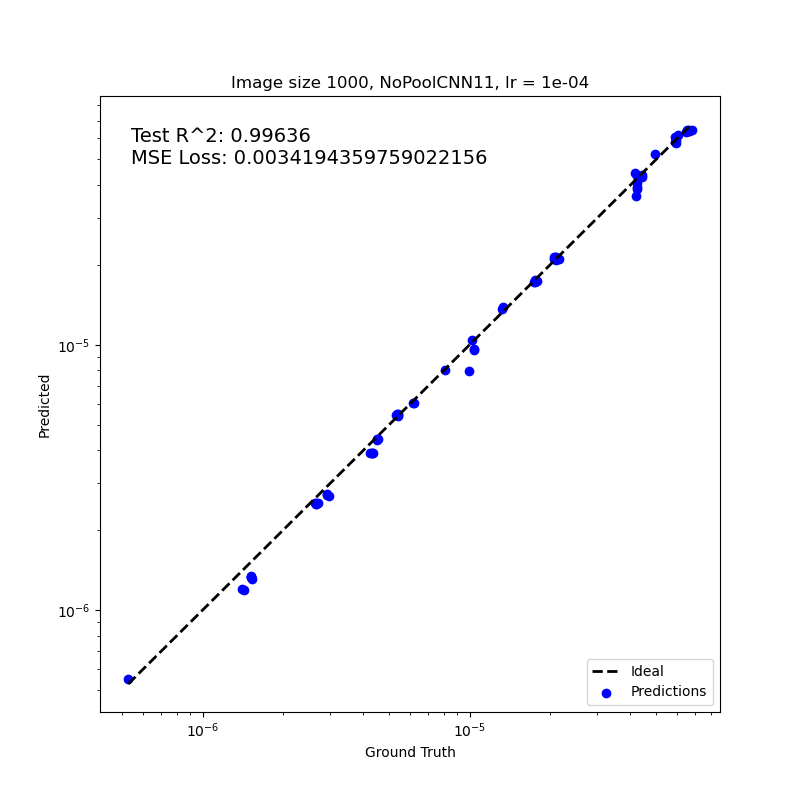 Image size 1000, NoPoolCNN11, lr = 1e-04
Test R^2: 0.99636
MSE Loss: 0.0034194359759022156
10⁻⁵
Predicted
10⁻⁶
Ideal
Predictions
10⁻⁶
10⁻⁵
Ground Truth